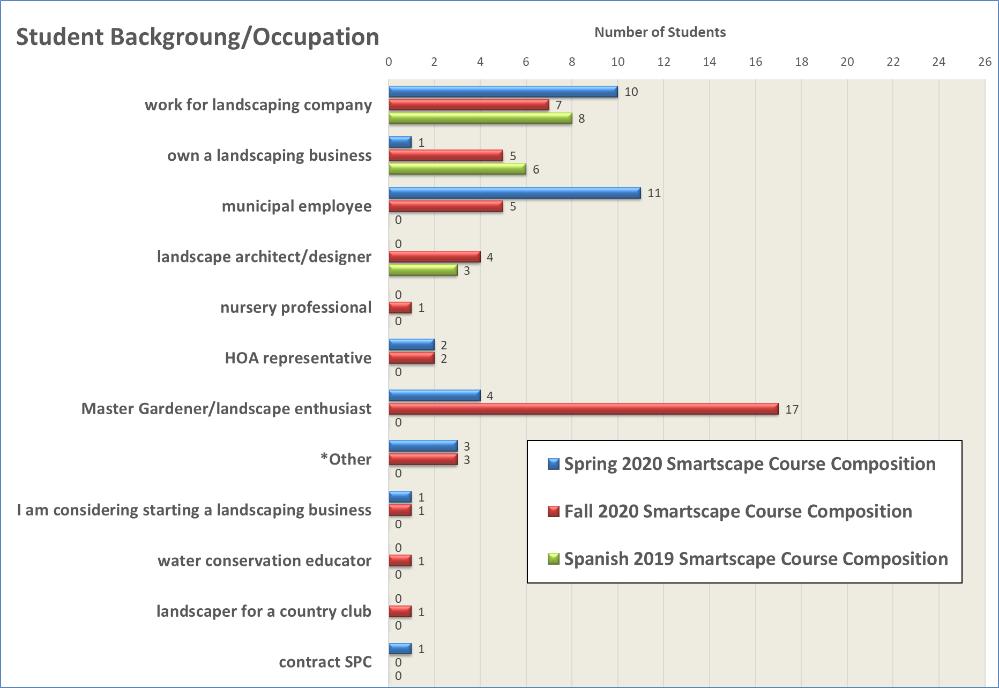 Student Backgroung/Occupation
Number of Students
0 2 4 6 8 10 12 14 16 18 20 22 24 26
10
work for landscaping company 7
8
1
own a landscaping business 5
6
11
municipal employee 5
0
0
landscape architect/designer 4
3
0
nursery professional 1
0
2
HOA representative 2
0
4
Master Gardener/landscape enthusiast 17
0
3
*Other 3
0
1
I am considering starting a landscaping business 1
0
0
water conservation educator 1
0
0
landscaper for a country club 1
0
1
contract SPC 0
0
Spring 2020 Smartscape Course Composition
Fall 2020 Smartscape Course Composition
Spanish 2019 Smartscape Course Composition